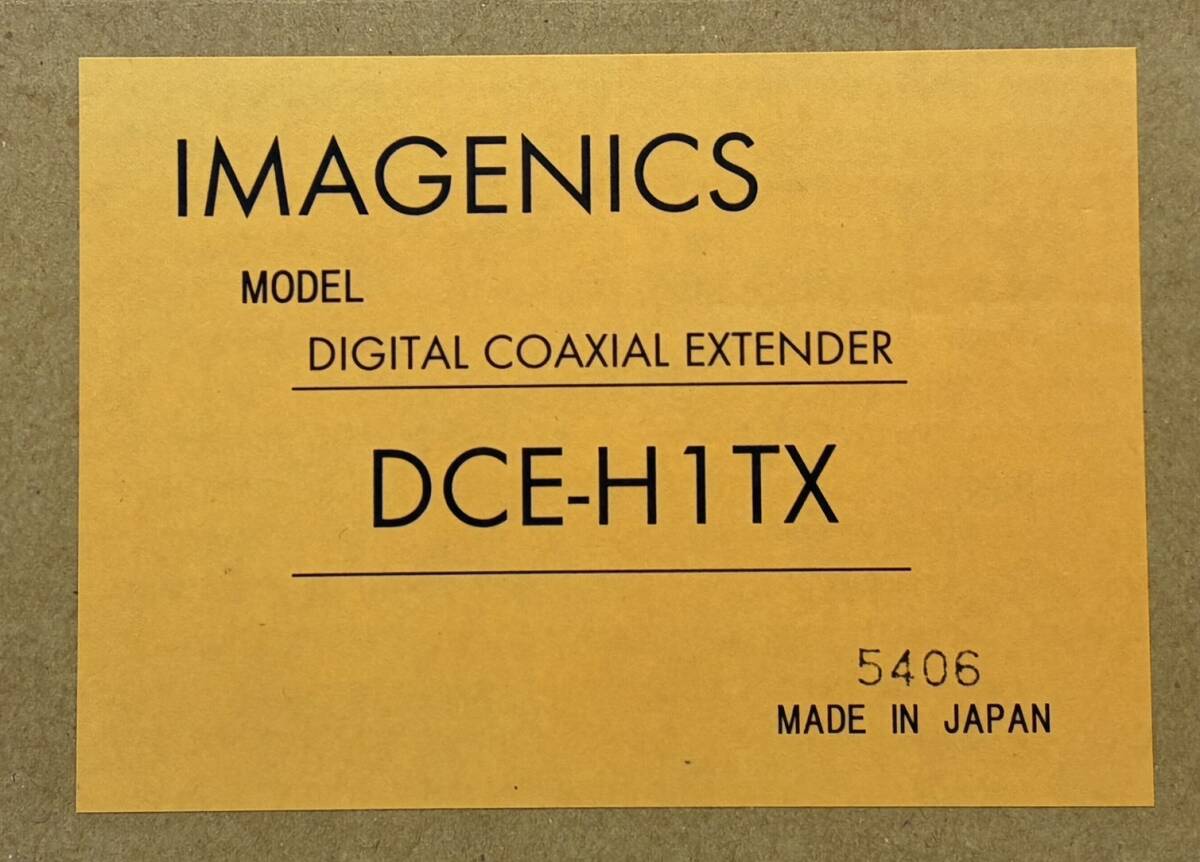 IMAGENICS
MODEL
DIGITAL COAXIAL EXTENDER
DCE-H1TX
5406
MADE IN JAPAN